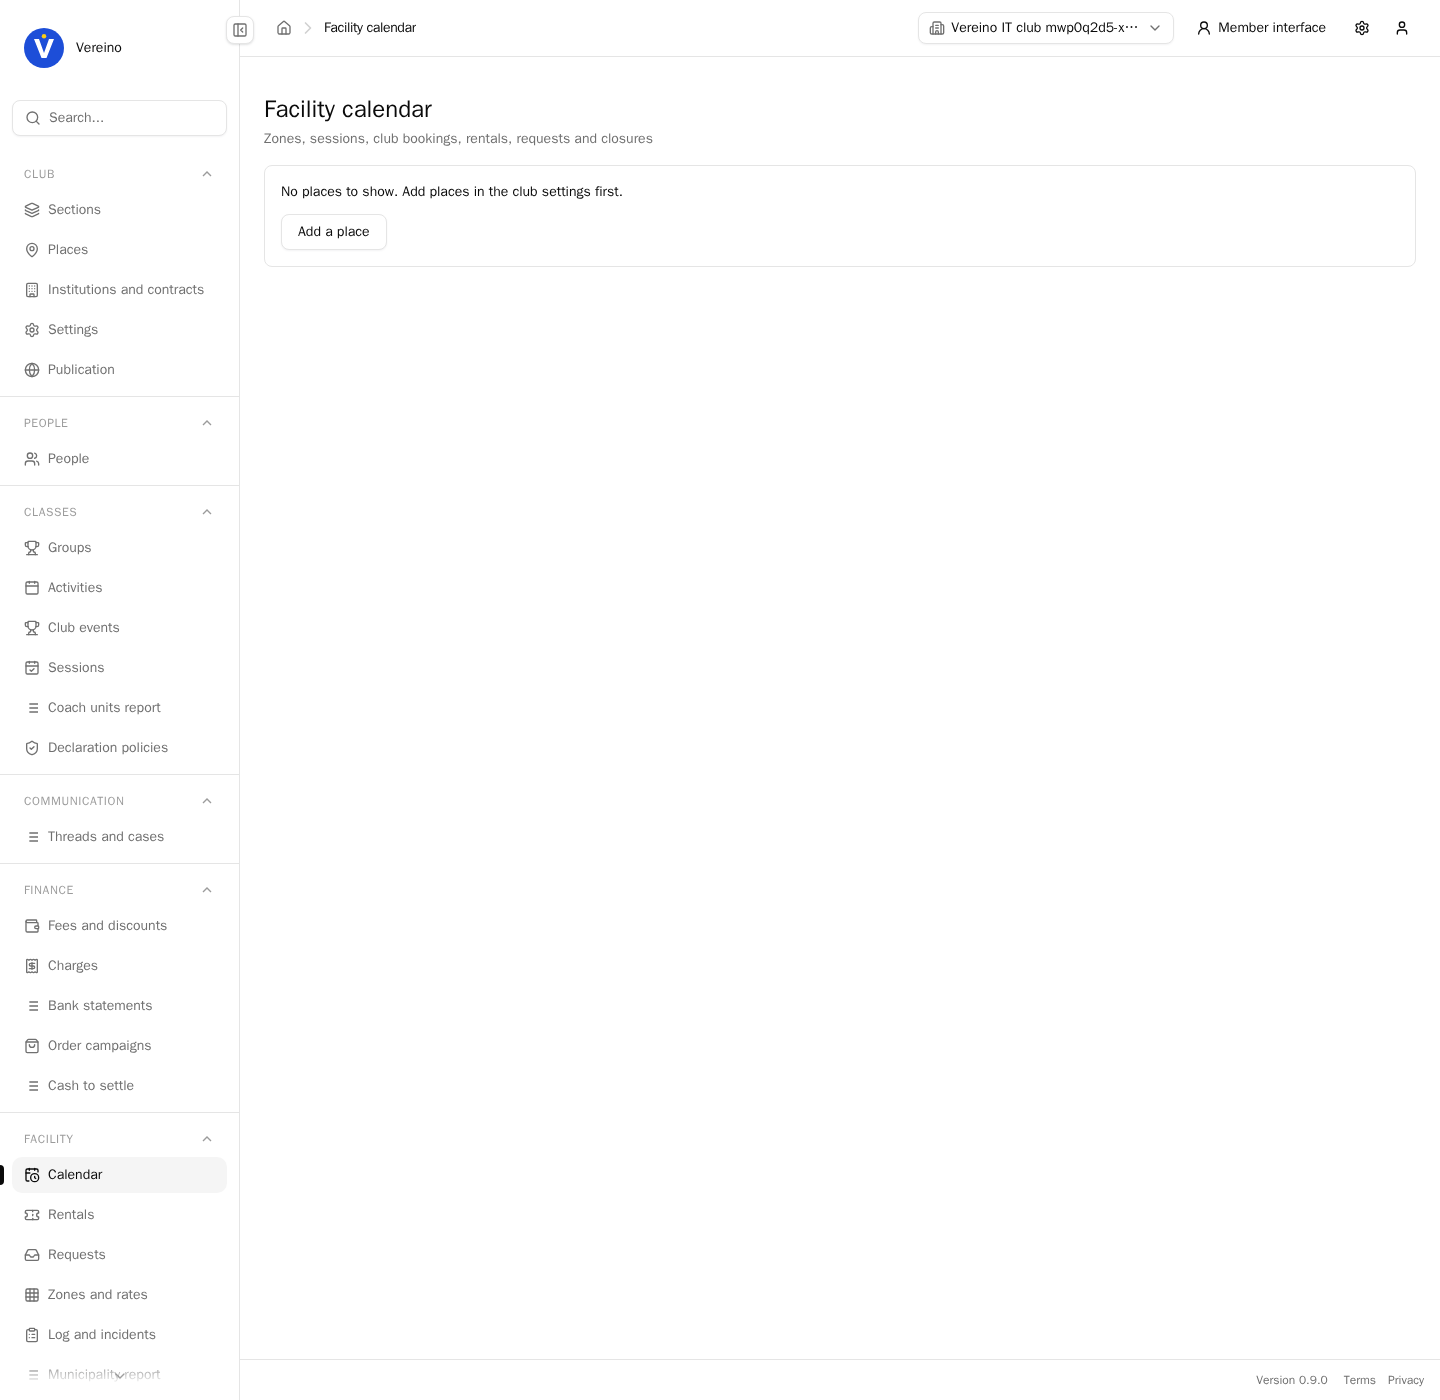 Vereino
Facility calendar
Vereino IT club mwp0q2d5-x···
Member interface
Search...
CLUB
Sections
Places
Institutions and contracts
Settings
Publication
PEOPLE
People
CLASSES
Groups
Activities
Club events
Sessions
Coach units report
Declaration policies
COMMUNICATION
Threads and cases
FINANCE
Fees and discounts
Charges
Bank statements
Order campaigns
Cash to settle
FACILITY
Calendar
Rentals
Requests
Zones and rates
Log and incidents
Municipality report
Facility calendar
Zones, sessions, club bookings, rentals, requests and closures
No places to show. Add places in the club settings first.
Add a place
Version 0.9.0
Terms
Privacy